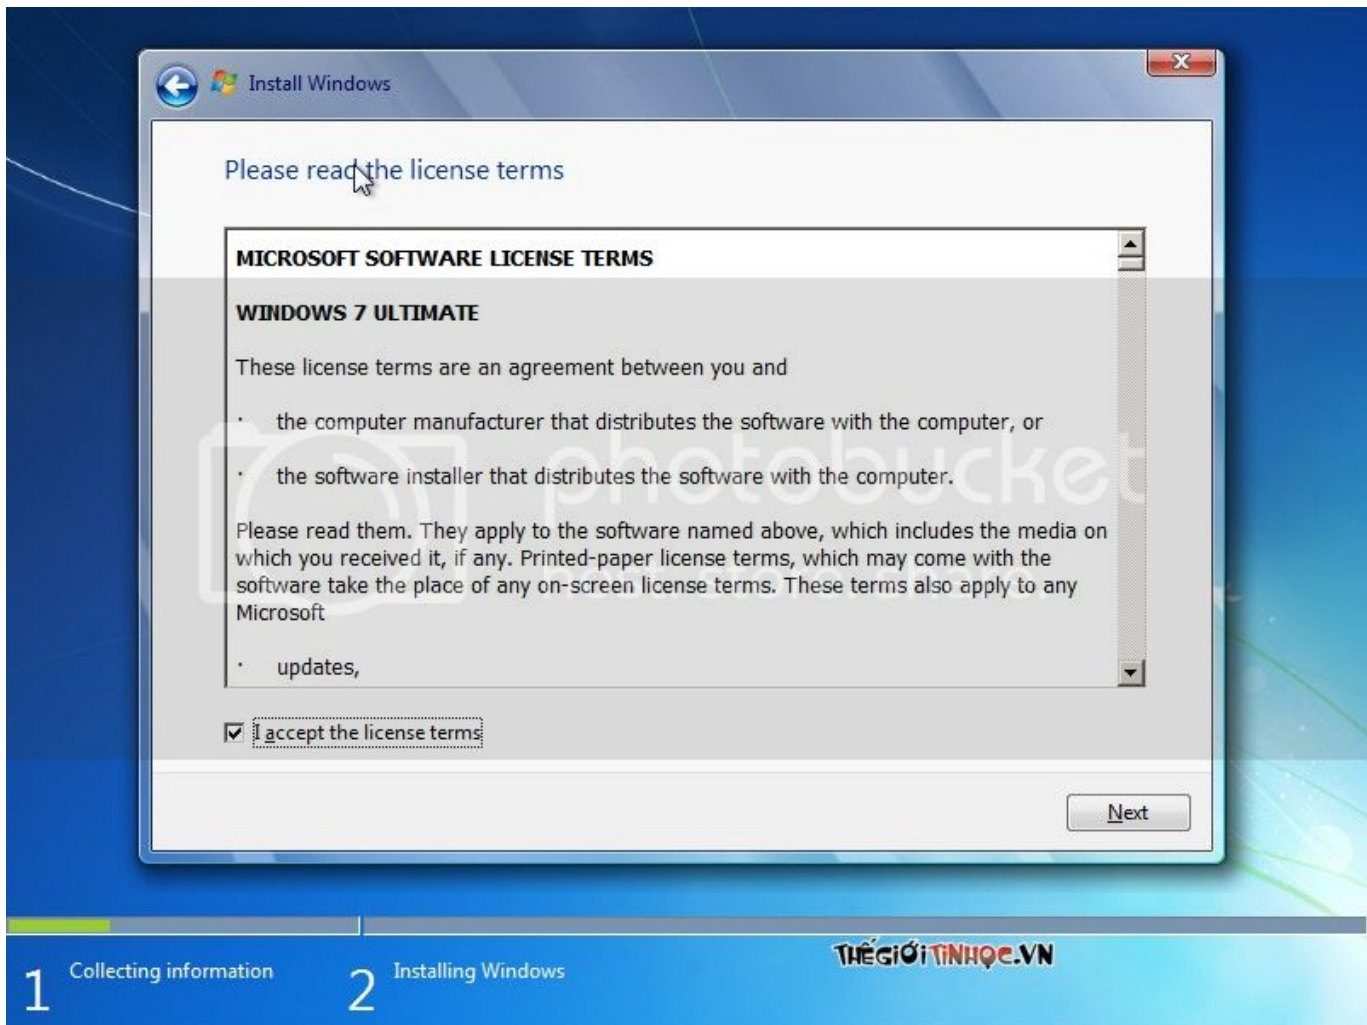 Install Windows
Please read the license terms
MICROSOFT SOFTWARE LICENSE TERMS
WINDOWS 7 ULTIMATE
These license terms are an agreement between you and
· the computer manufacturer that distributes the software with the computer, or
· the software installer that distributes the software with the computer.
Please read them. They apply to the software named above, which includes the media on
which you received it, if any. Printed-paper license terms, which may come with the
software take the place of any on-screen license terms. These terms also apply to any
Microsoft
· updates,
photobucket
host. store. share.
I accept the license terms
Next
1 Collecting information 2 Installing Windows
THẾGIỚITINHỌC.VN